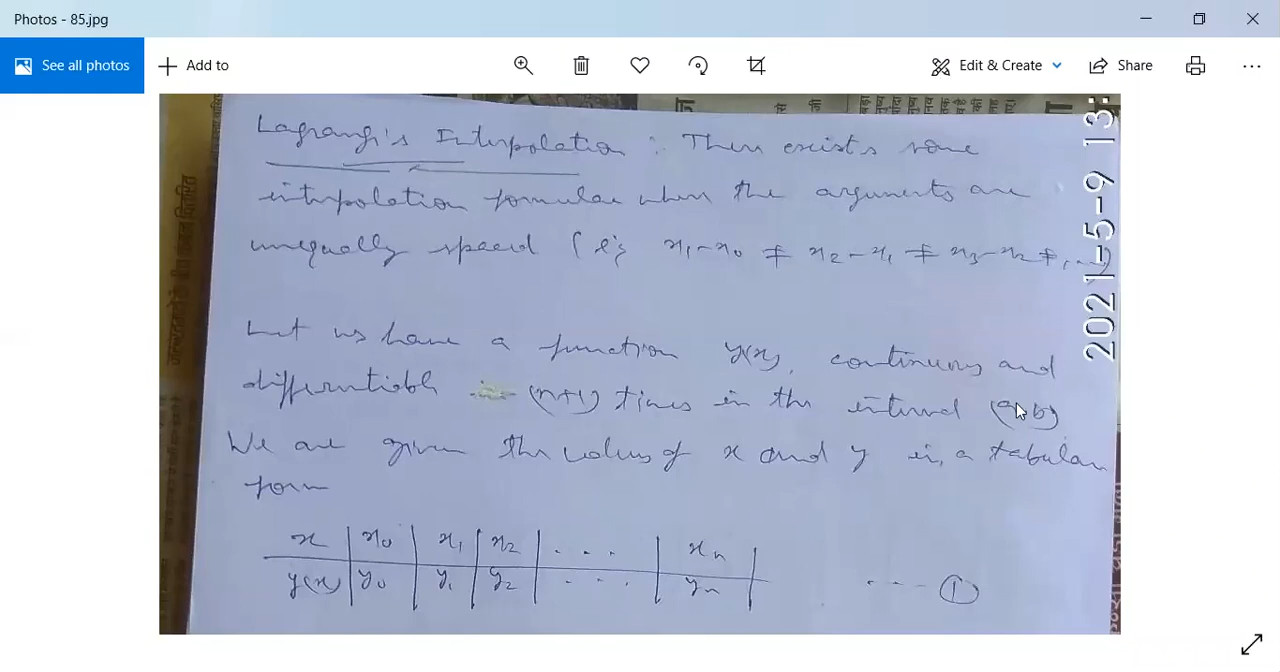 Photos - 85.jpg
See all photos
Add to
Edit & Create
Share
Lagrang's Interpolation : There exists some
interpolation formulae when the arguments are
unequally spaced (i.e; x₁-x₀ ≠ x₂-x₁ ≠ x₃-x₂ ≠, ...)
Let us have a function y(x), continuous and
differentiable (n+1) times in the interval (a, b)
We are given the values of x and y in a tabular
form
x | x₀ | x₁ | x₂ | .... | xₙ |
y(x) | y₀ | y₁ | y₂ | .... | yₙ | ---- ①
2021-5-9 13: